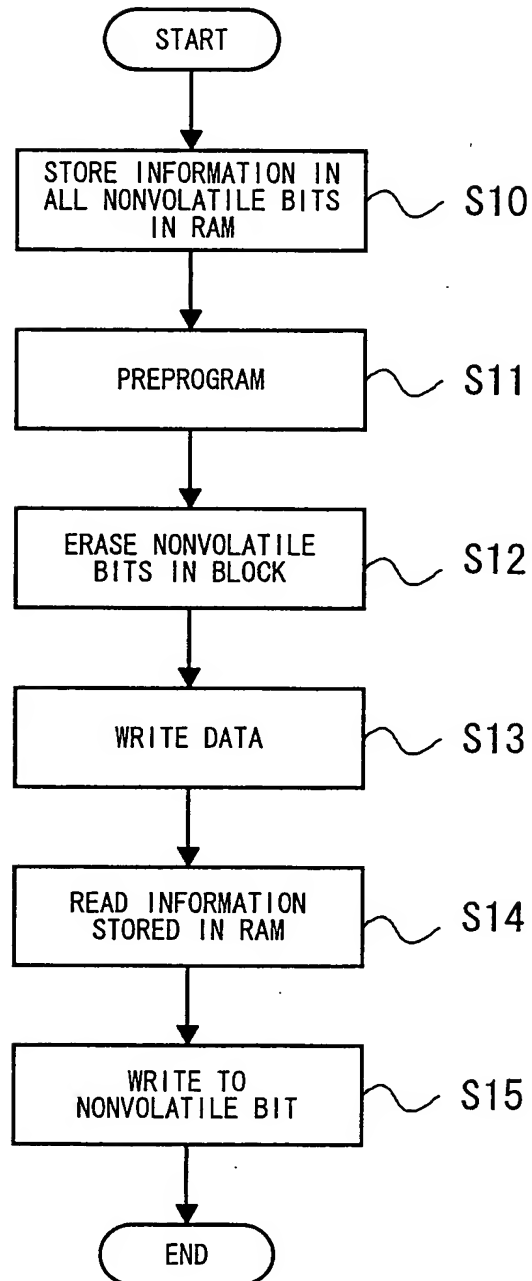 START
STORE INFORMATION IN
ALL NONVOLATILE BITS
IN RAM
S10
PREPROGRAM
S11
ERASE NONVOLATILE
BITS IN BLOCK
S12
WRITE DATA
S13
READ INFORMATION
STORED IN RAM
S14
WRITE TO
NONVOLATILE BIT
S15
END